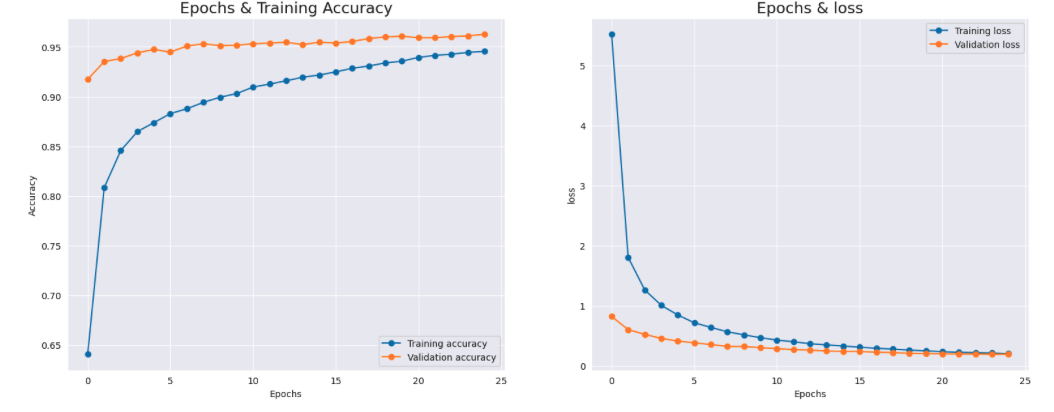 Epochs & Training Accuracy
Accuracy
0.95
0.90
0.85
0.80
0.75
0.70
0.65
0
5
10
15
20
25
Epochs
Training accuracy
Validation accuracy
Epochs & loss
loss
5
4
3
2
1
0
0
5
10
15
20
25
Epochs
Training loss
Validation loss